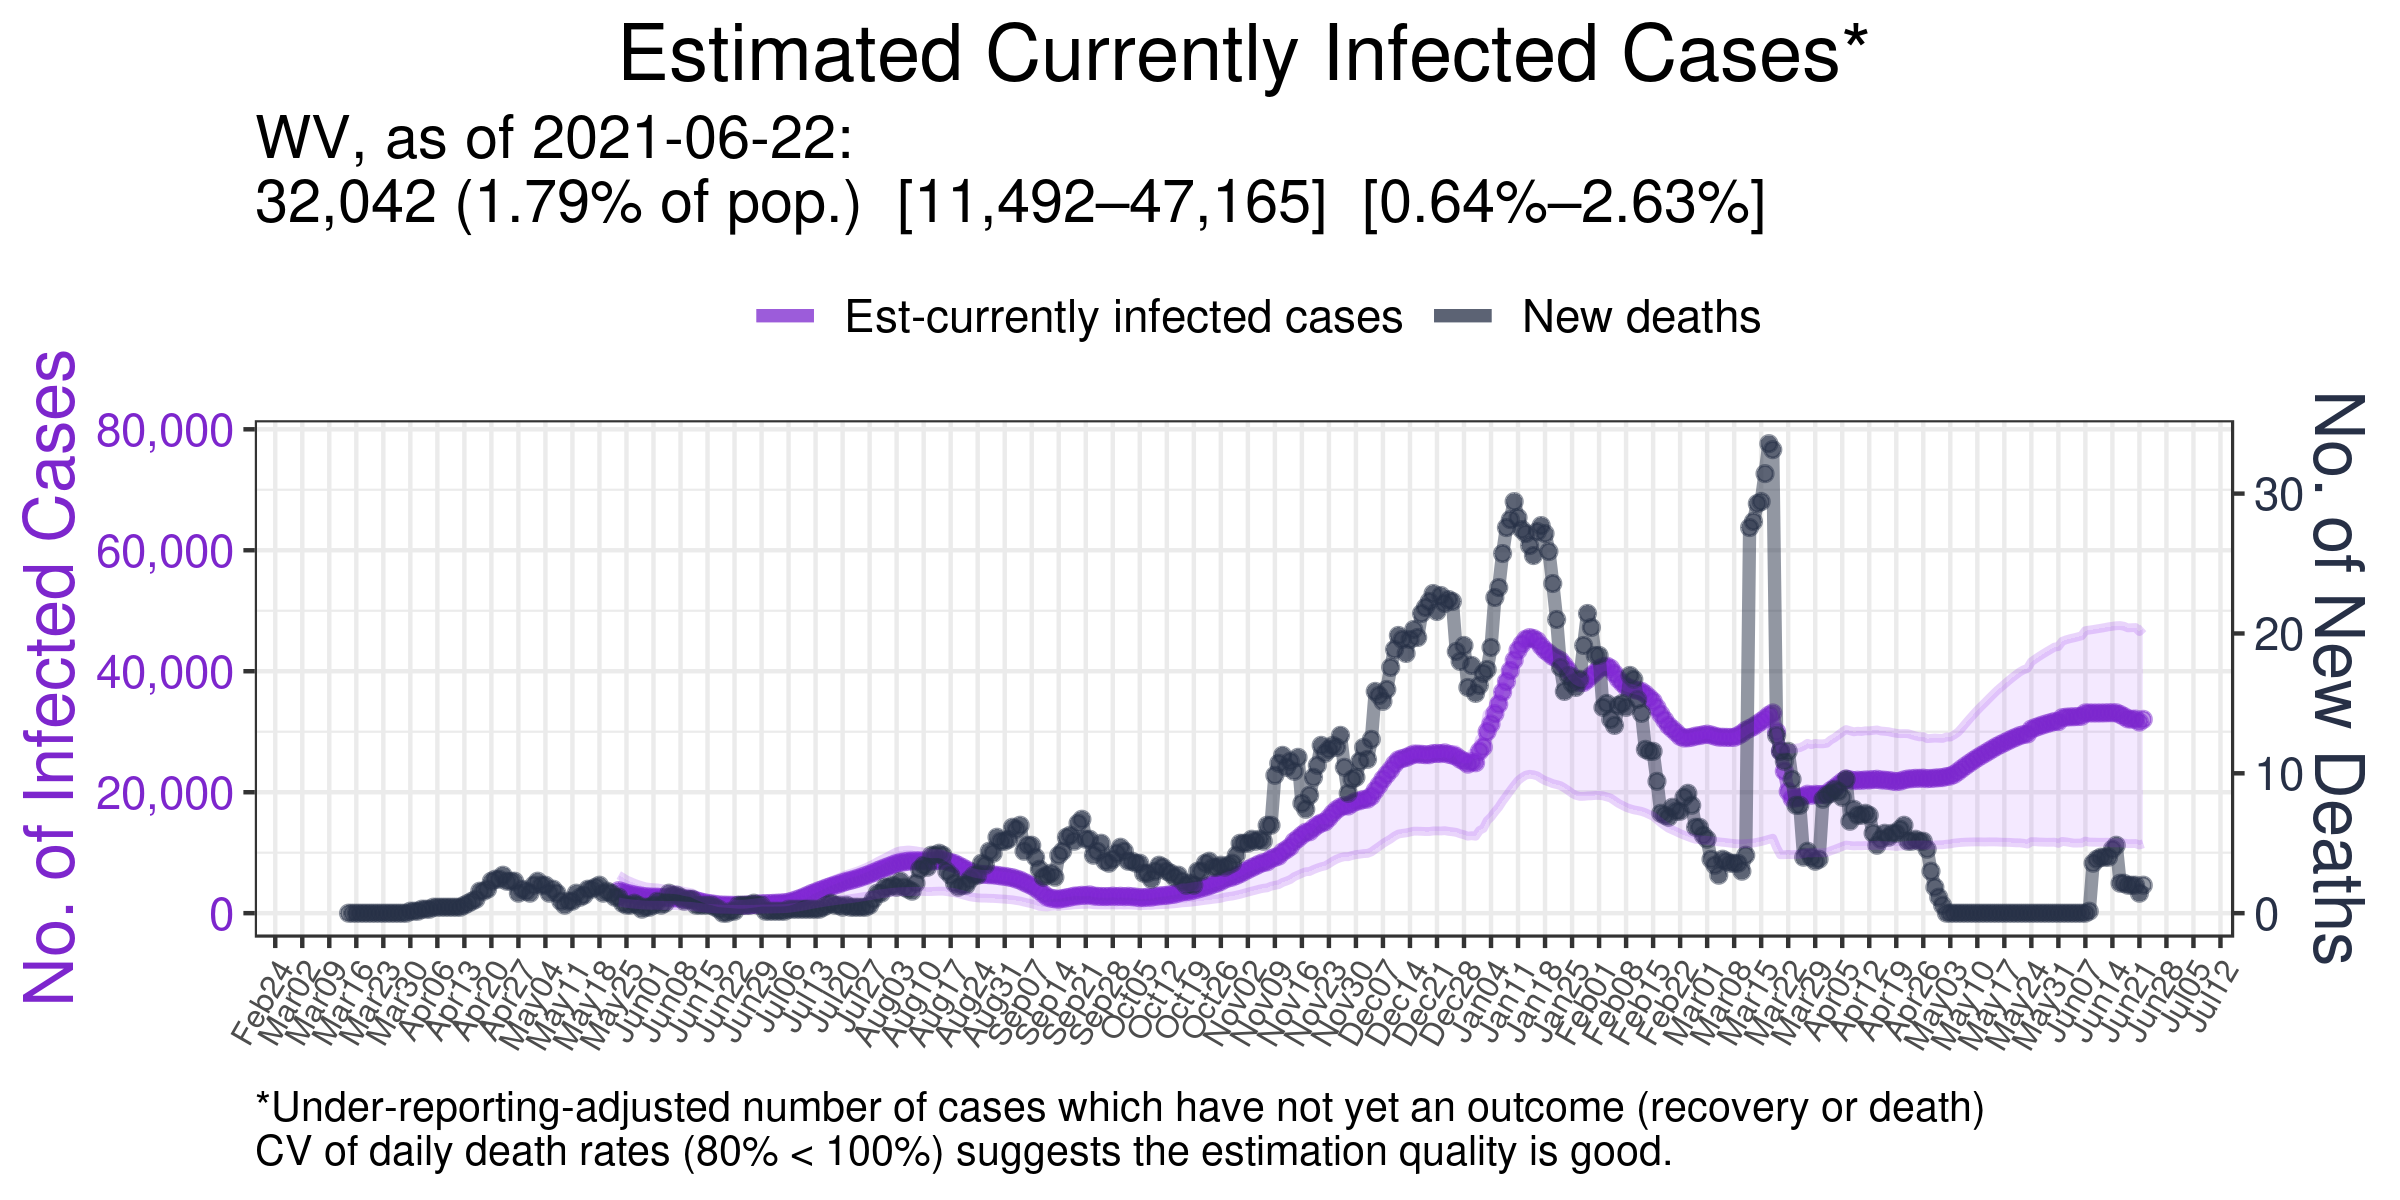 Estimated Currently Infected Cases*
WV, as of 2021-06-22:
32,042 (1.79% of pop.)  [11,492–47,165]  [0.64%–2.63%]
Est-currently infected cases
New deaths
No. of Infected Cases
80,000
60,000
40,000
20,000
0
No. of New Deaths
30
20
10
0
Feb24
Mar02
Mar09
Mar16
Mar23
Mar30
Apr06
Apr13
Apr20
Apr27
May04
May11
May18
May25
Jun01
Jun08
Jun15
Jun22
Jun29
Jul06
Jul13
Jul20
Jul27
Aug03
Aug10
Aug17
Aug24
Aug31
Sep07
Sep14
Sep21
Sep28
Oct05
Oct12
Oct19
Oct26
Nov02
Nov09
Nov16
Nov23
Nov30
Dec07
Dec14
Dec21
Dec28
Jan04
Jan11
Jan18
Jan25
Feb01
Feb08
Feb15
Feb22
Mar01
Mar08
Mar15
Mar22
Mar29
Apr05
Apr12
Apr19
Apr26
May03
May10
May17
May24
May31
Jun07
Jun14
Jun21
Jun28
Jul05
Jul12
*Under-reporting-adjusted number of cases which have not yet an outcome (recovery or death)
CV of daily death rates (80% < 100%) suggests the estimation quality is good.